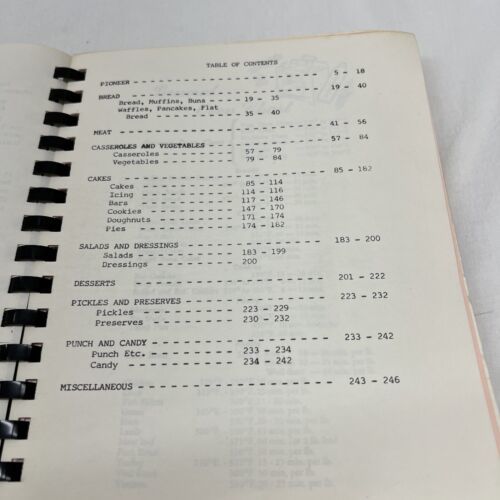 TABLE OF CONTENTS
PIONEER - - - - - - - - - - - - - - - - - - - - - - - - 5 - 18
BREAD - - - - - - - - - - - - - - - - - - - - - - - - 19 - 40
Bread, Muffins, Buns - - - - 19 - 35
Waffles, Pancakes, Flat
Bread - - - - - - - - - - 35 - 40
MEAT - - - - - - - - - - - - - - - - - - - - - - - - 41 - 56
CASSEROLES AND VEGETABLES - - - - - - - - - - - - 57 - 84
Casseroles - - - - - - - - 57 - 79
Vegetables - - - - - - - - 79 - 84
CAKES - - - - - - - - - - - - - - - - - - - - - - - 85 - 182
Cakes - - - - - - - - - - 85 - 114
Icing - - - - - - - - - - 114 - 116
Bars - - - - - - - - - - 117 - 146
Cookies - - - - - - - - - 147 - 170
Doughnuts - - - - - - - - 171 - 174
Pies - - - - - - - - - - 174 - 182
SALADS AND DRESSINGS - - - - - - - - - - - - - - 183 - 200
Salads - - - - - - - - - 183 - 199
Dressings - - - - - - - - 200
DESSERTS - - - - - - - - - - - - - - - - - - - - 201 - 222
PICKLES AND PRESERVES - - - - - - - - - - - - - - 223 - 232
Pickles - - - - - - - - - 223 - 229
Preserves - - - - - - - - 230 - 232
PUNCH AND CANDY - - - - - - - - - - - - - - - - - 233 - 242
Punch Etc. - - - - - - - - 233 - 234
Candy - - - - - - - - - - 234 - 242
MISCELLANEOUS - - - - - - - - - - - - - - - - - - 243 - 246